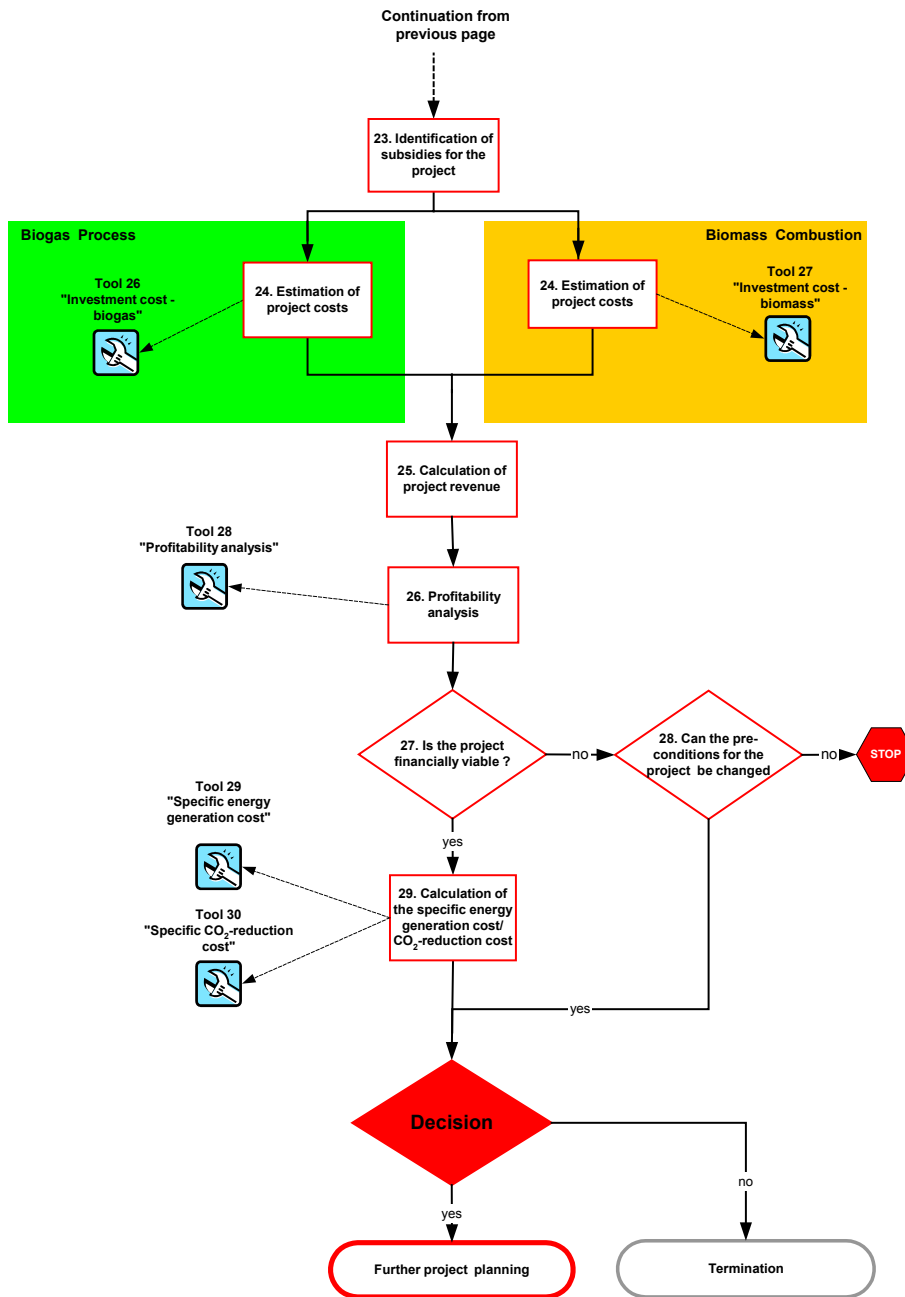 Continuation from
previous page
23. Identification of
subsidies for the
project
Biogas Process
Biomass Combustion
Tool 26
"Investment cost -
biogas"
24. Estimation of
project costs
24. Estimation of
project costs
Tool 27
"Investment cost -
biomass"
25. Calculation of
project revenue
Tool 28
"Profitability analysis"
26. Profitability
analysis
27. Is the project
financially viable ?
no
28. Can the pre-
conditions for the
project be changed
no
STOP
yes
Tool 29
"Specific energy
generation cost"
29. Calculation of
the specific energy
generation cost/
CO₂-reduction cost
Tool 30
"Specific CO₂-reduction
cost"
yes
Decision
no
yes
Further project planning
Termination